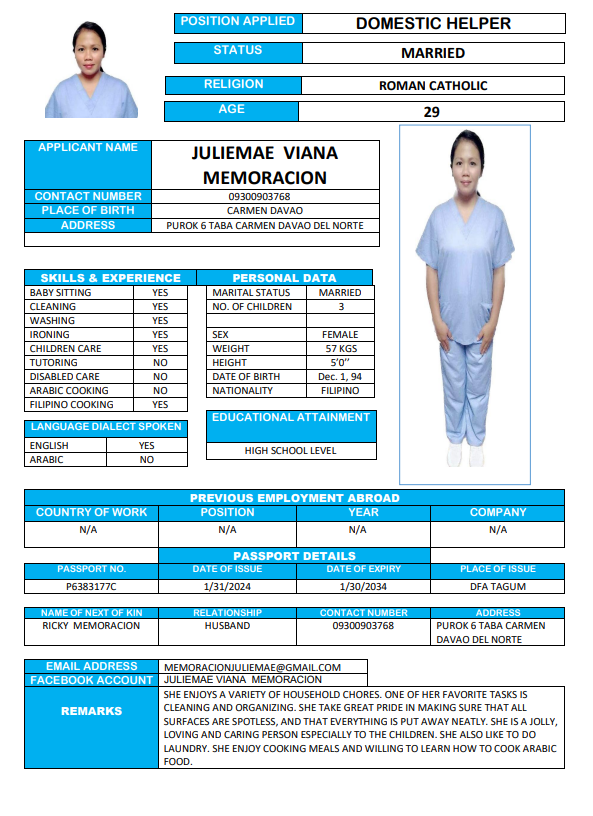 POSITION APPLIED DOMESTIC HELPER
STATUS MARRIED
RELIGION ROMAN CATHOLIC
AGE 29
APPLICANT NAME JULIEMAE VIANA
MEMORACION
CONTACT NUMBER 09300903768
PLACE OF BIRTH CARMEN DAVAO
ADDRESS PUROK 6 TABA CARMEN DAVAO DEL NORTE
SKILLS & EXPERIENCE
BABY SITTING YES
CLEANING YES
WASHING YES
IRONING YES
CHILDREN CARE YES
TUTORING NO
DISABLED CARE NO
ARABIC COOKING NO
FILIPINO COOKING YES
LANGUAGE DIALECT SPOKEN
ENGLISH YES
ARABIC NO
PERSONAL DATA
MARITAL STATUS MARRIED
NO. OF CHILDREN 3
SEX FEMALE
WEIGHT 57 KGS
HEIGHT 5’0’’
DATE OF BIRTH Dec. 1, 94
NATIONALITY FILIPINO
EDUCATIONAL ATTAINMENT
HIGH SCHOOL LEVEL
PREVIOUS EMPLOYMENT ABROAD
COUNTRY OF WORK POSITION YEAR COMPANY
N/A N/A N/A N/A
PASSPORT DETAILS
PASSPORT NO. DATE OF ISSUE DATE OF EXPIRY PLACE OF ISSUE
P6383177C 1/31/2024 1/30/2034 DFA TAGUM
NAME OF NEXT OF KIN RELATIONSHIP CONTACT NUMBER ADDRESS
RICKY MEMORACION HUSBAND 09300903768 PUROK 6 TABA CARMEN
DAVAO DEL NORTE
EMAIL ADDRESS MEMORACIONJULIEMAE@GMAIL.COM
FACEBOOK ACCOUNT JULIEMAE VIANA MEMORACION
REMARKS
SHE ENJOYS A VARIETY OF HOUSEHOLD CHORES. ONE OF HER FAVORITE TASKS IS
CLEANING AND ORGANIZING. SHE TAKE GREAT PRIDE IN MAKING SURE THAT ALL
SURFACES ARE SPOTLESS, AND THAT EVERYTHING IS PUT AWAY NEATLY. SHE IS A JOLLY,
LOVING AND CARING PERSON ESPECIALLY TO THE CHILDREN. SHE ALSO LIKE TO DO
LAUNDRY. SHE ENJOY COOKING MEALS AND WILLING TO LEARN HOW TO COOK ARABIC
FOOD.